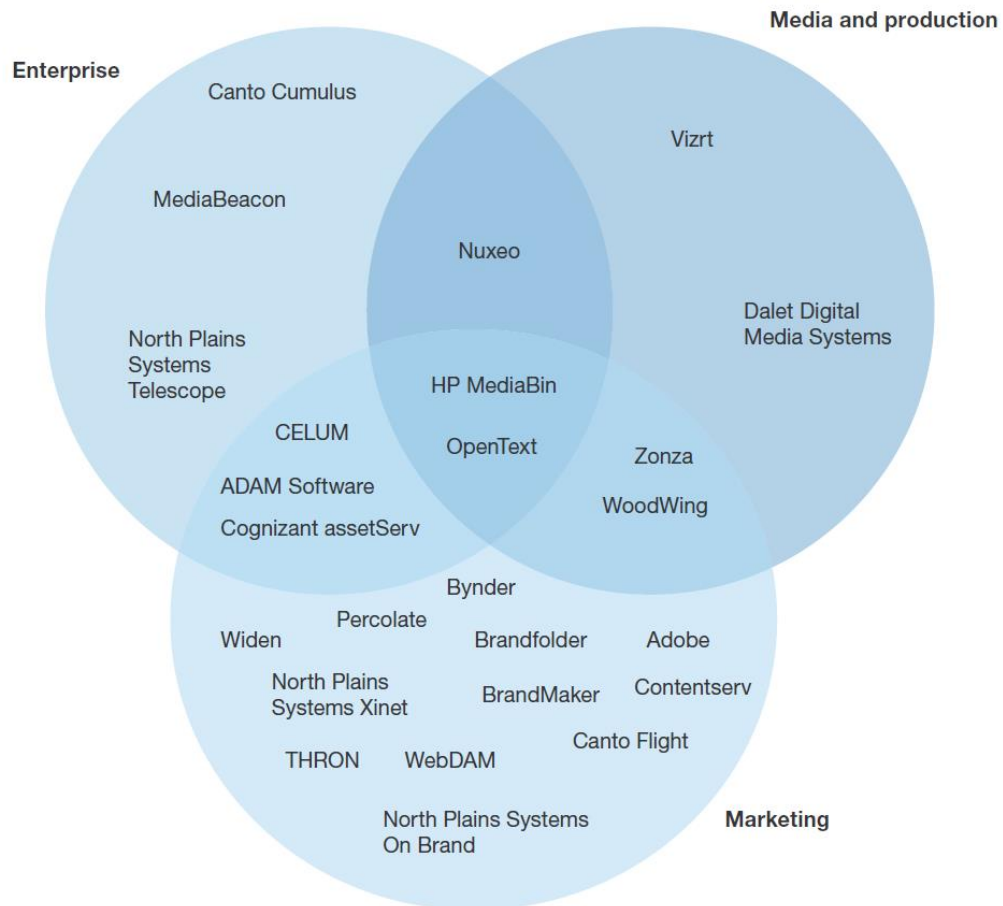 Media and production
Enterprise
Canto Cumulus
Vizrt
MediaBeacon
Nuxeo
North Plains
Systems
Telescope
Dalet Digital
Media Systems
HP MediaBin
CELUM
OpenText
Zonza
ADAM Software
WoodWing
Cognizant assetServ
Bynder
Percolate
Widen
Brandfolder
Adobe
North Plains
Systems Xinet
BrandMaker
Contentserv
Canto Flight
THRON
WebDAM
North Plains Systems
On Brand
Marketing